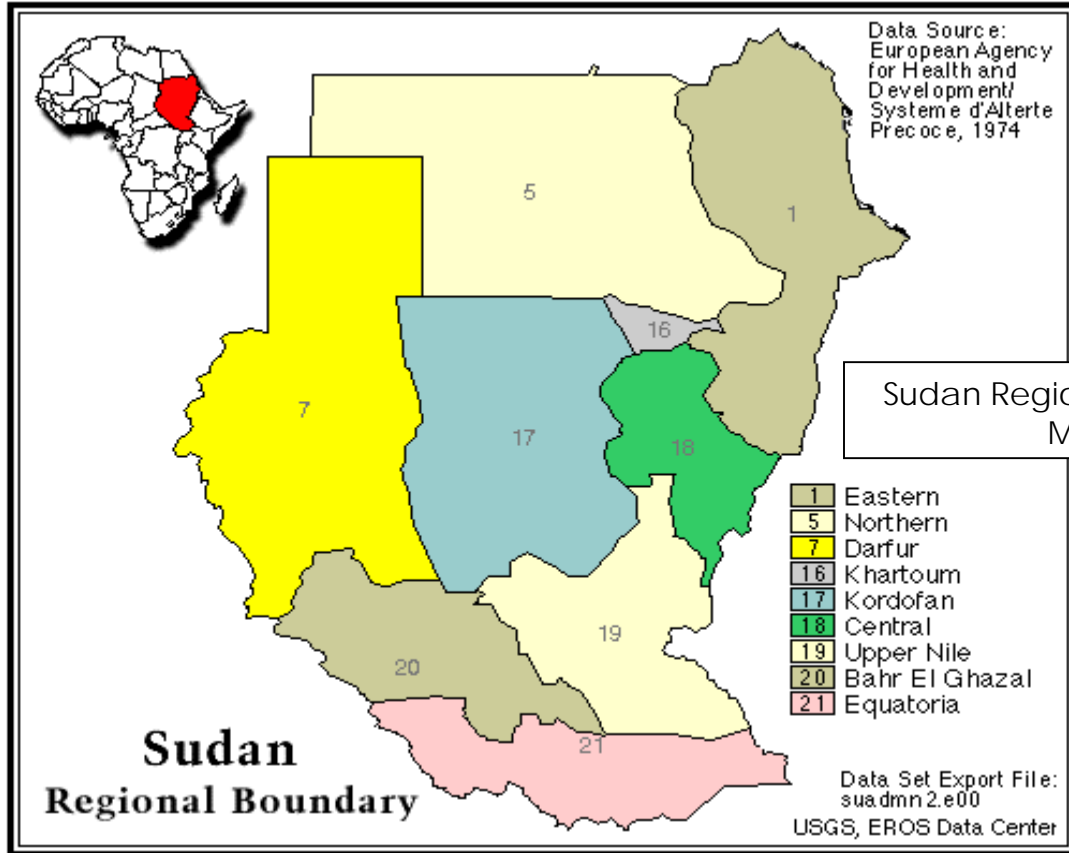 Data Source:
European Agency
for Health and
Development/
Systeme d'Alterte
Precoce, 1974
5
1
16
7
17
18
Sudan Regio
M
1 Eastern
5 Northern
7 Darfur
16 Khartoum
17 Kordofan
18 Central
19 Upper Nile
20 Bahr El Ghazal
21 Equatoria
19
20
21
Sudan
Regional Boundary
Data Set Export File:
suadmn2.e00
USGS, EROS Data Center